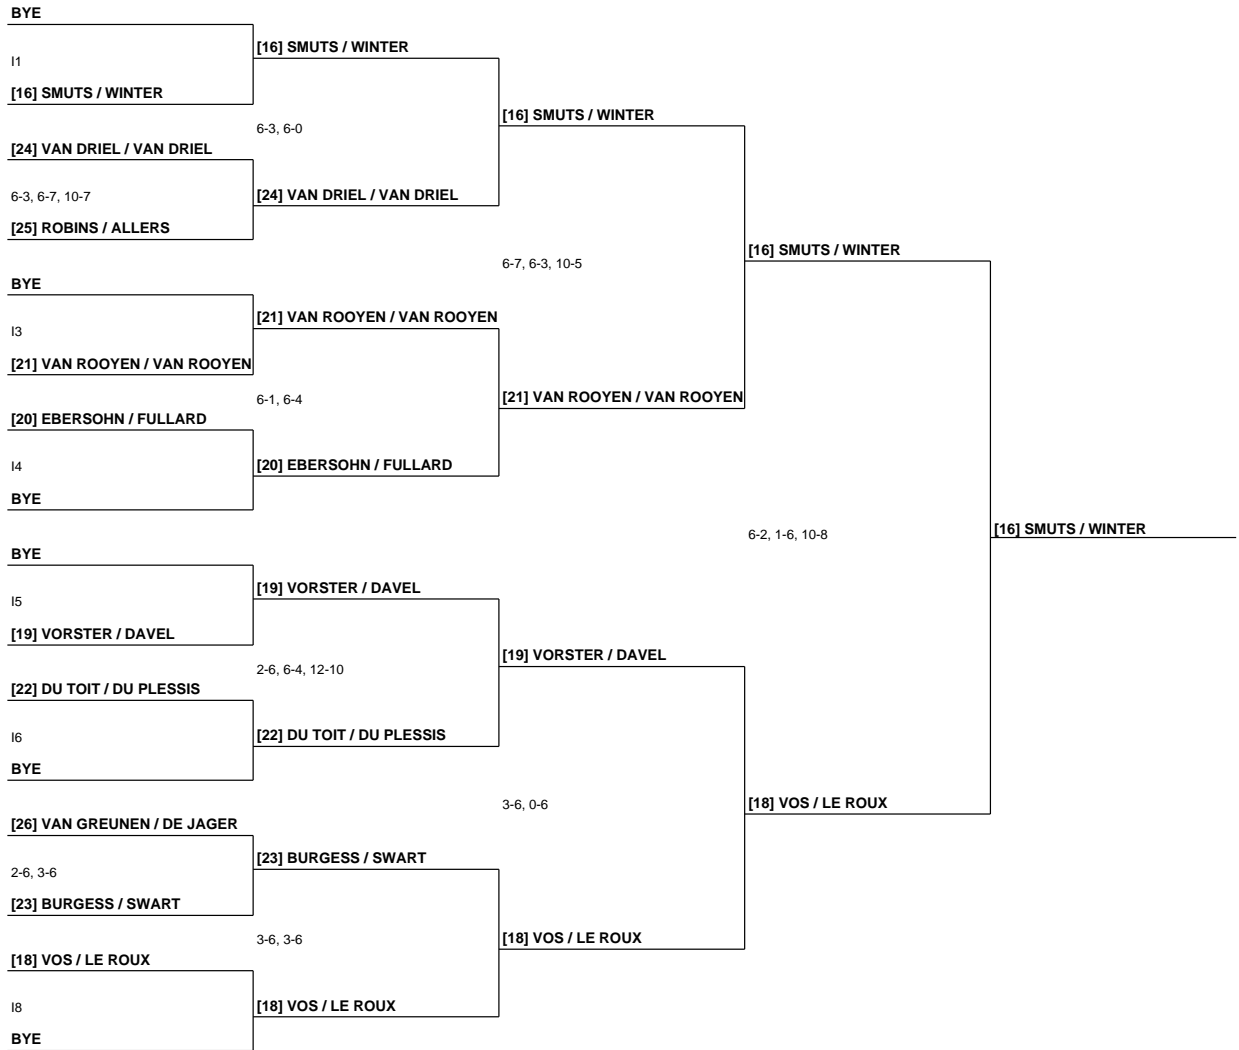 BYE
I1
[16] SMUTS / WINTER
[24] VAN DRIEL / VAN DRIEL
6-3, 6-7, 10-7
[25] ROBINS / ALLERS
BYE
I3
[21] VAN ROOYEN / VAN ROOYEN
[20] EBERSOHN / FULLARD
I4
BYE
BYE
I5
[19] VORSTER / DAVEL
[22] DU TOIT / DU PLESSIS
I6
BYE
[26] VAN GREUNEN / DE JAGER
2-6, 3-6
[23] BURGESS / SWART
[18] VOS / LE ROUX
I8
BYE
[16] SMUTS / WINTER
6-3, 6-0
[24] VAN DRIEL / VAN DRIEL
[21] VAN ROOYEN / VAN ROOYEN
6-1, 6-4
[20] EBERSOHN / FULLARD
[19] VORSTER / DAVEL
2-6, 6-4, 12-10
[22] DU TOIT / DU PLESSIS
[23] BURGESS / SWART
3-6, 3-6
[18] VOS / LE ROUX
[16] SMUTS / WINTER
6-7, 6-3, 10-5
[21] VAN ROOYEN / VAN ROOYEN
[19] VORSTER / DAVEL
3-6, 0-6
[18] VOS / LE ROUX
[16] SMUTS / WINTER
6-2, 1-6, 10-8
[18] VOS / LE ROUX
[16] SMUTS / WINTER